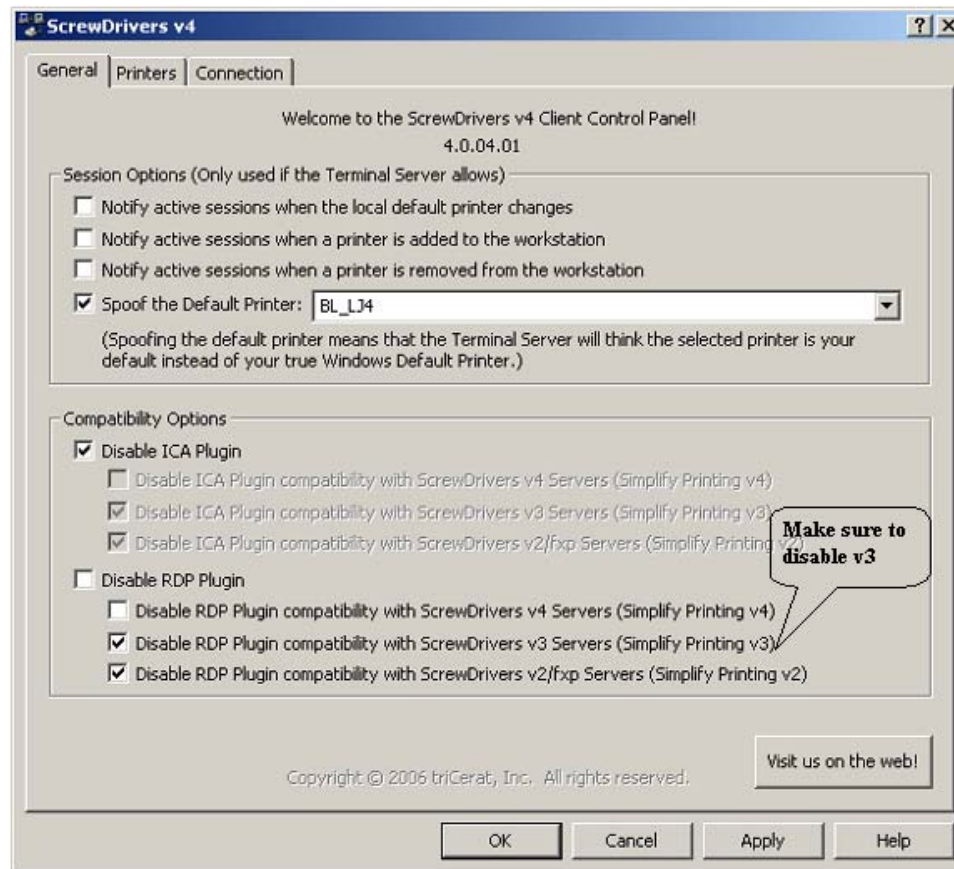 ScrewDrivers v4
General Printers Connection
Welcome to the ScrewDrivers v4 Client Control Panel!
4.0.04.01
Session Options (Only used if the Terminal Server allows)
Notify active sessions when the local default printer changes
Notify active sessions when a printer is added to the workstation
Notify active sessions when a printer is removed from the workstation
Spoof the Default Printer: BL_LJ4
(Spoofing the default printer means that the Terminal Server will think the selected printer is your
default instead of your true Windows Default Printer.)
Compatibility Options
Disable ICA Plugin
Disable ICA Plugin compatibility with ScrewDrivers v4 Servers (Simplify Printing v4)
Disable ICA Plugin compatibility with ScrewDrivers v3 Servers (Simplify Printing v3)
Disable ICA Plugin compatibility with ScrewDrivers v2/fxp Servers (Simplify Printing v2)
Make sure to
disable v3
Disable RDP Plugin
Disable RDP Plugin compatibility with ScrewDrivers v4 Servers (Simplify Printing v4)
Disable RDP Plugin compatibility with ScrewDrivers v3 Servers (Simplify Printing v3)
Disable RDP Plugin compatibility with ScrewDrivers v2/fxp Servers (Simplify Printing v2)
Visit us on the web!
Copyright © 2006 triCerat, Inc. All rights reserved.
OK Cancel Apply Help